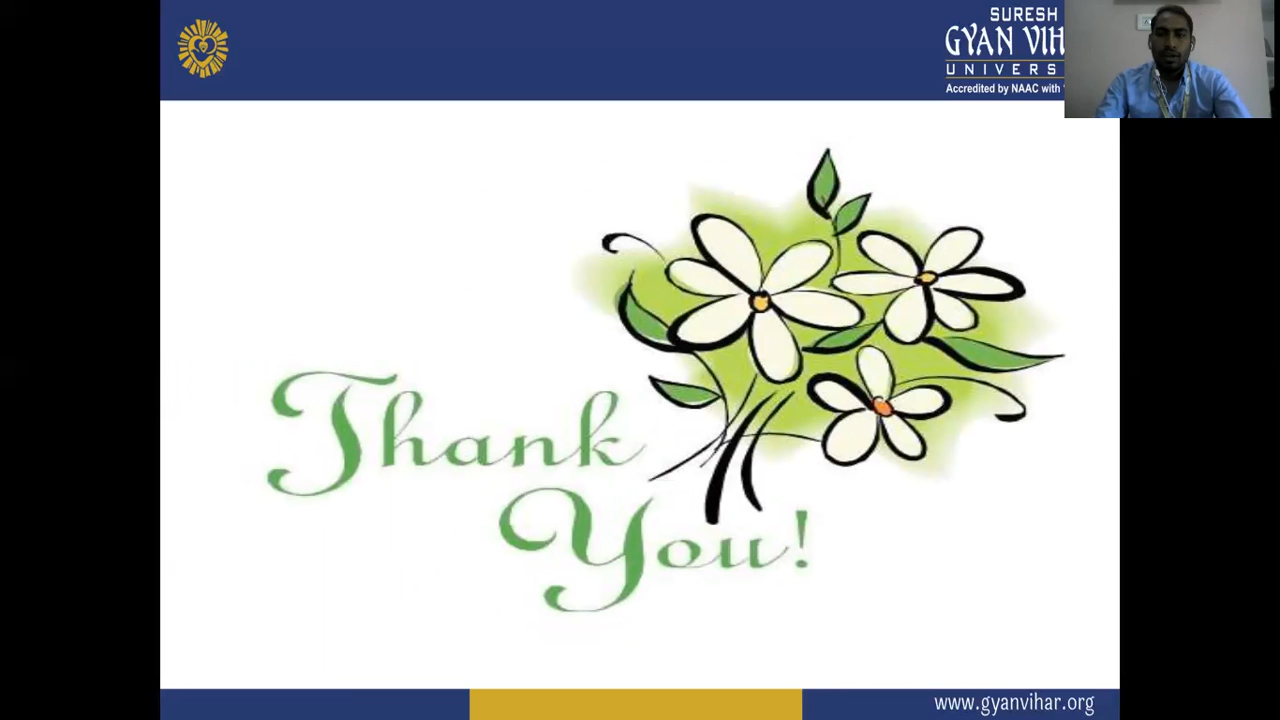 SURESH
GYAN VIH
UNIVERS
Accredited by NAAC with
Thank
You!
www.gyanvihar.org